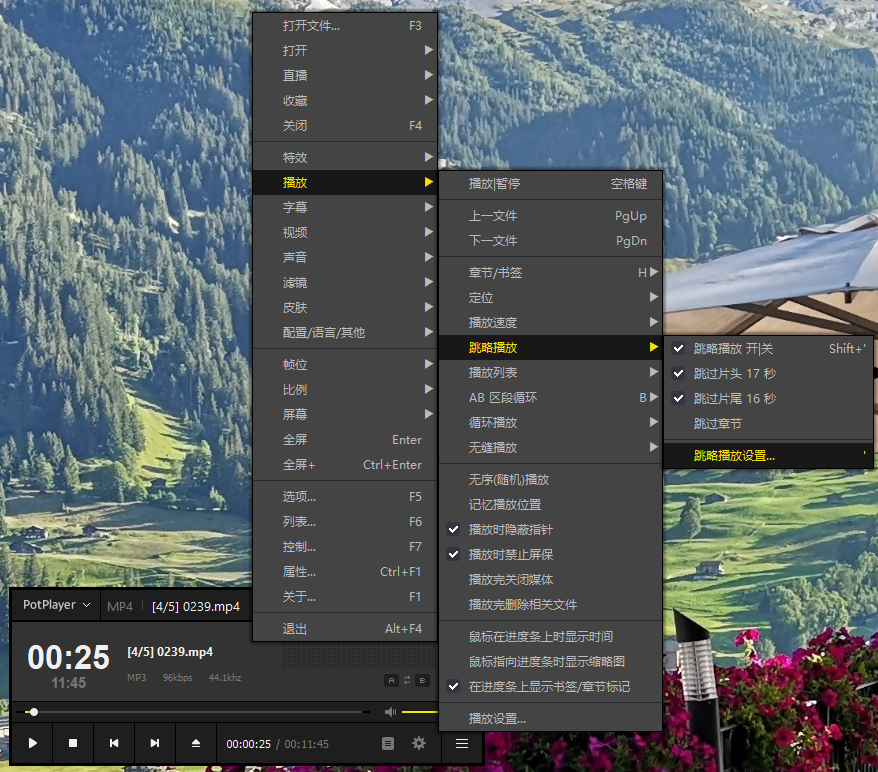 打开文件... F3
打开
直播
收藏
关闭 F4
特效
播放
字幕
视频
声音
滤镜
皮肤
配置/语言/其他
帧位
比例
屏幕
全屏 Enter
全屏+ Ctrl+Enter
选项... F5
列表... F6
控制... F7
属性... Ctrl+F1
关于... F1
退出 Alt+F4
播放|暂停 空格键
上一文件 PgUp
下一文件 PgDn
章节/书签 H
定位
播放速度
跳略播放
播放列表
AB 区段循环 B
循环播放
无缝播放
无序(随机)播放
记忆播放位置
播放时隐蔽指针
播放时禁止屏保
播放完关闭媒体
播放完删除相关文件
鼠标在进度条上时显示时间
鼠标指向进度条时显示缩略图
在进度条上显示书签/章节标记
播放设置...
跳略播放 开|关 Shift+'
跳过片头 17 秒
跳过片尾 16 秒
跳过章节
跳略播放设置... '
PotPlayer MP4 [4/5] 0239.mp4
00:25 [4/5] 0239.mp4
11:45 MP3 96kbps 44.1khz A B
00:00:25 / 00:11:45